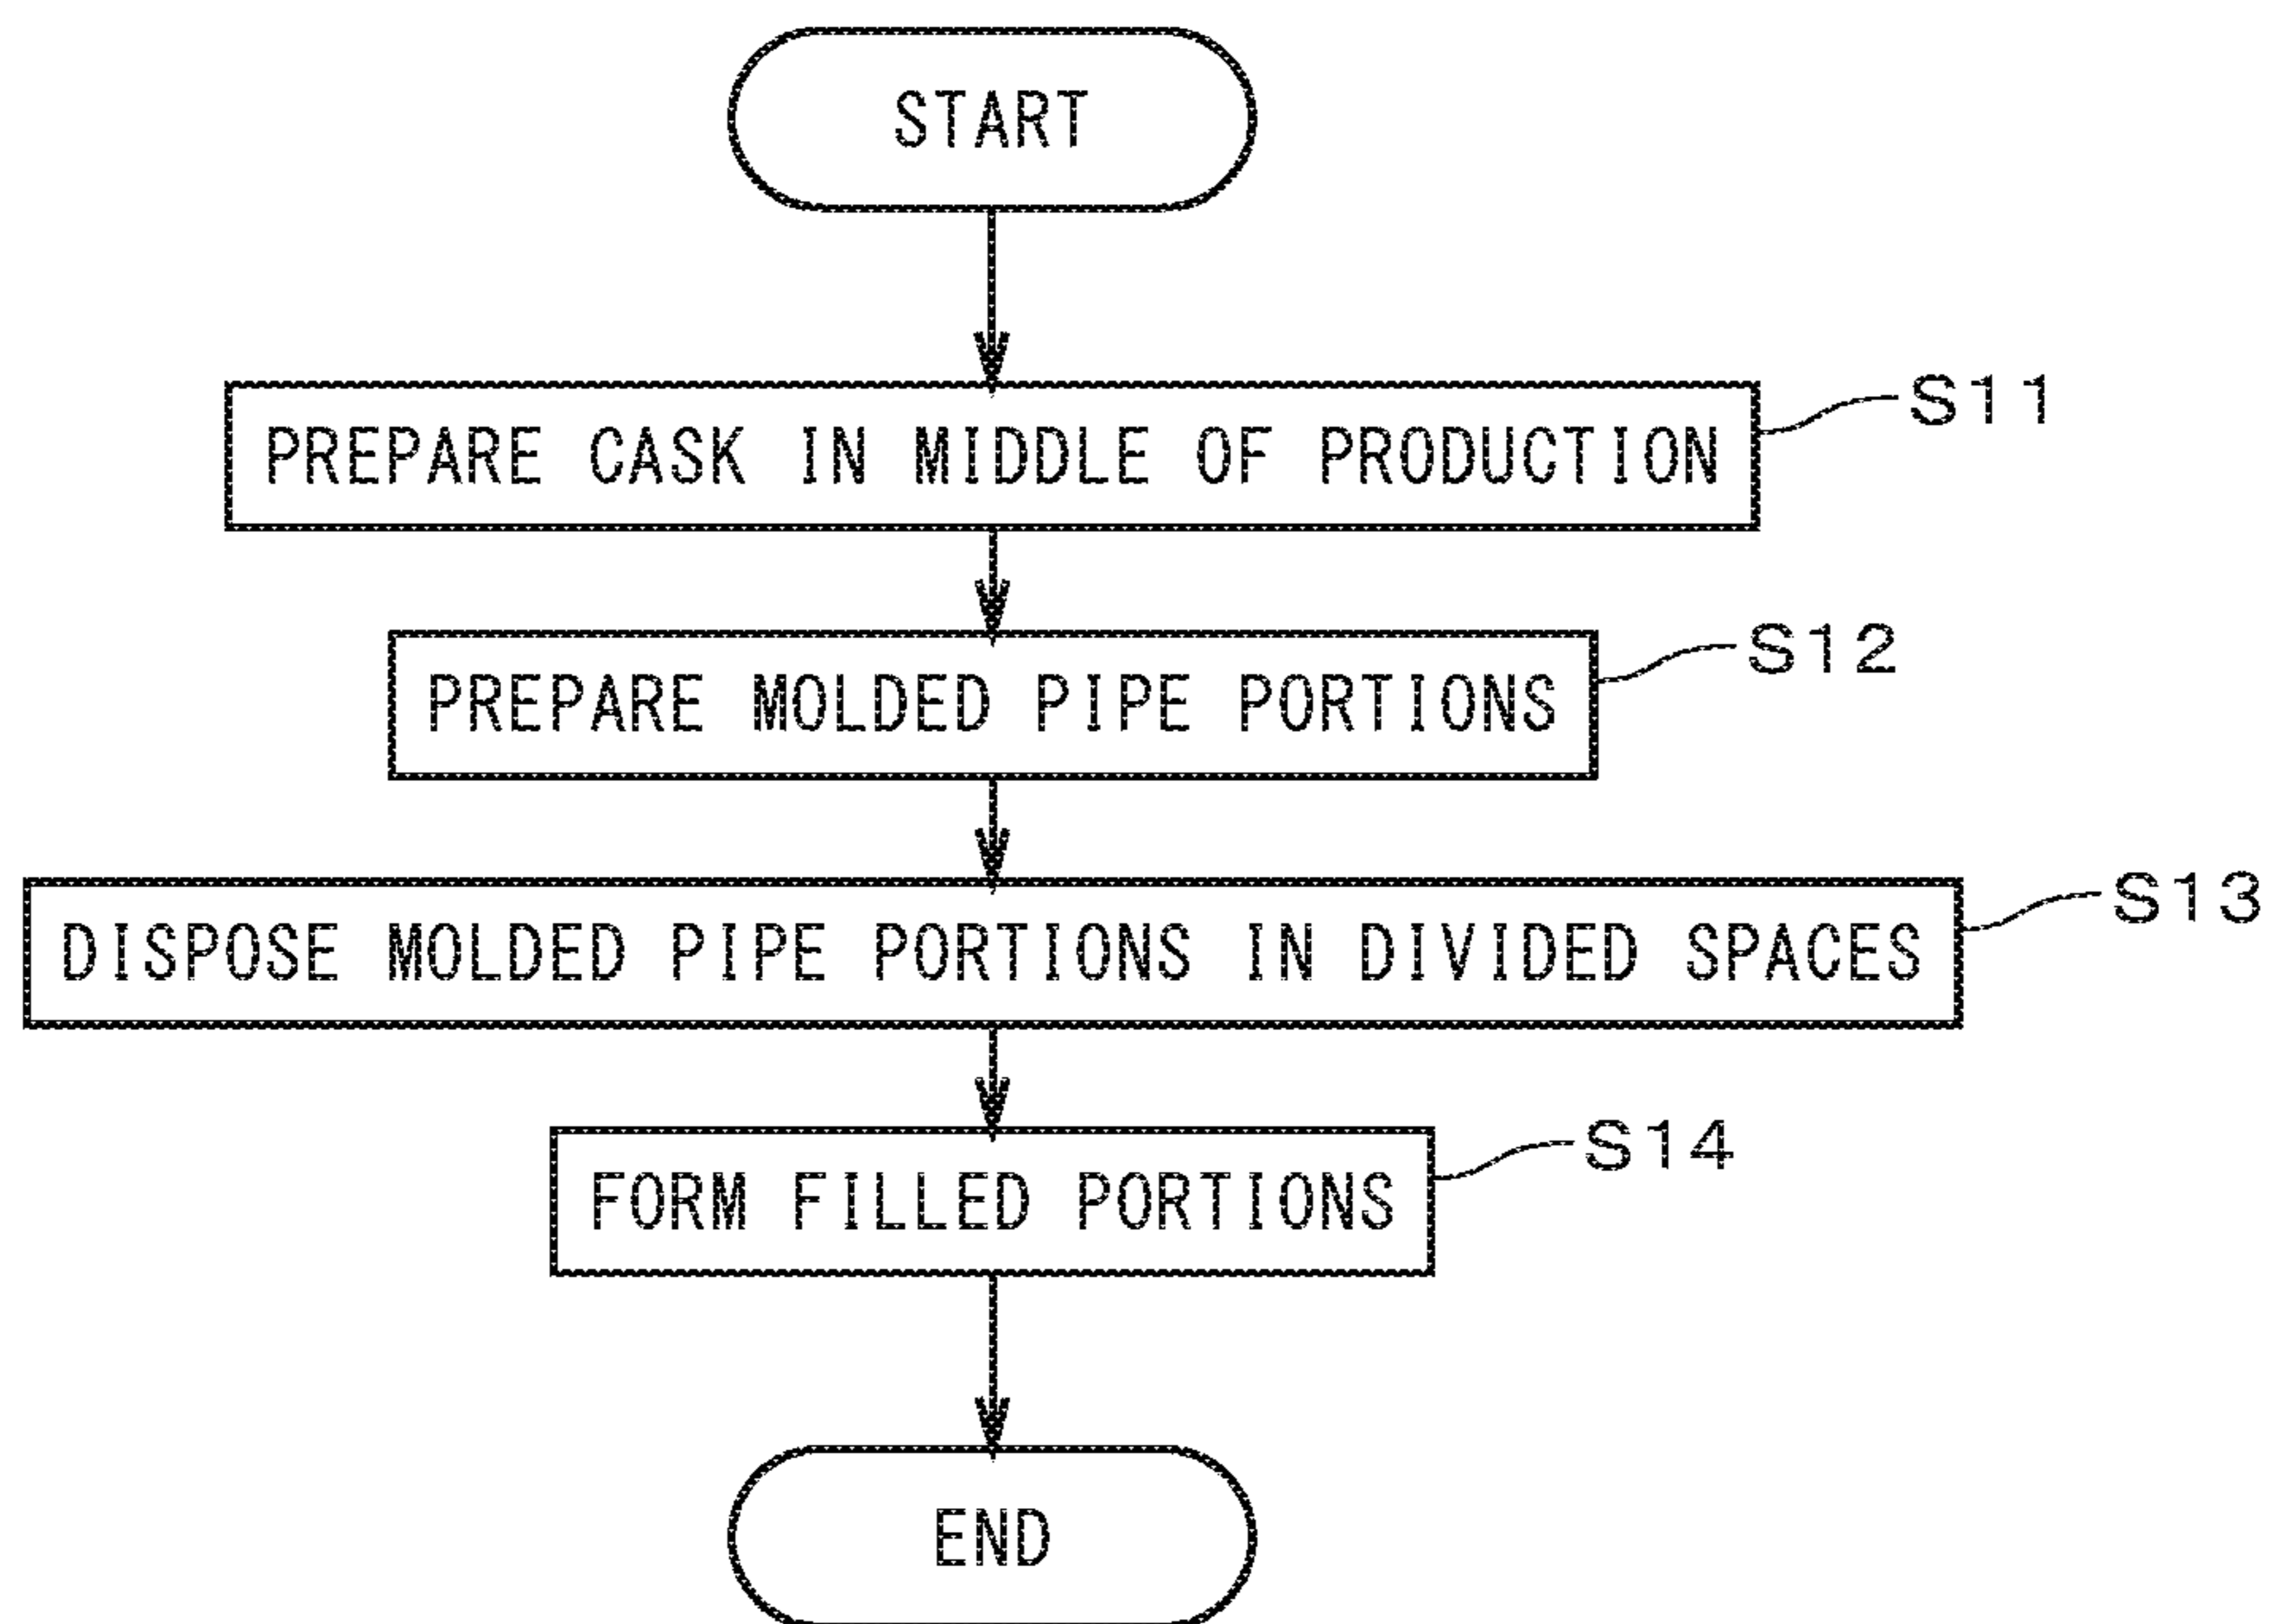 START
PREPARE CASK IN MIDDLE OF PRODUCTION
S11
PREPARE MOLDED PIPE PORTIONS
S12
DISPOSE MOLDED PIPE PORTIONS IN DIVIDED SPACES
S13
FORM FILLED PORTIONS
S14
END